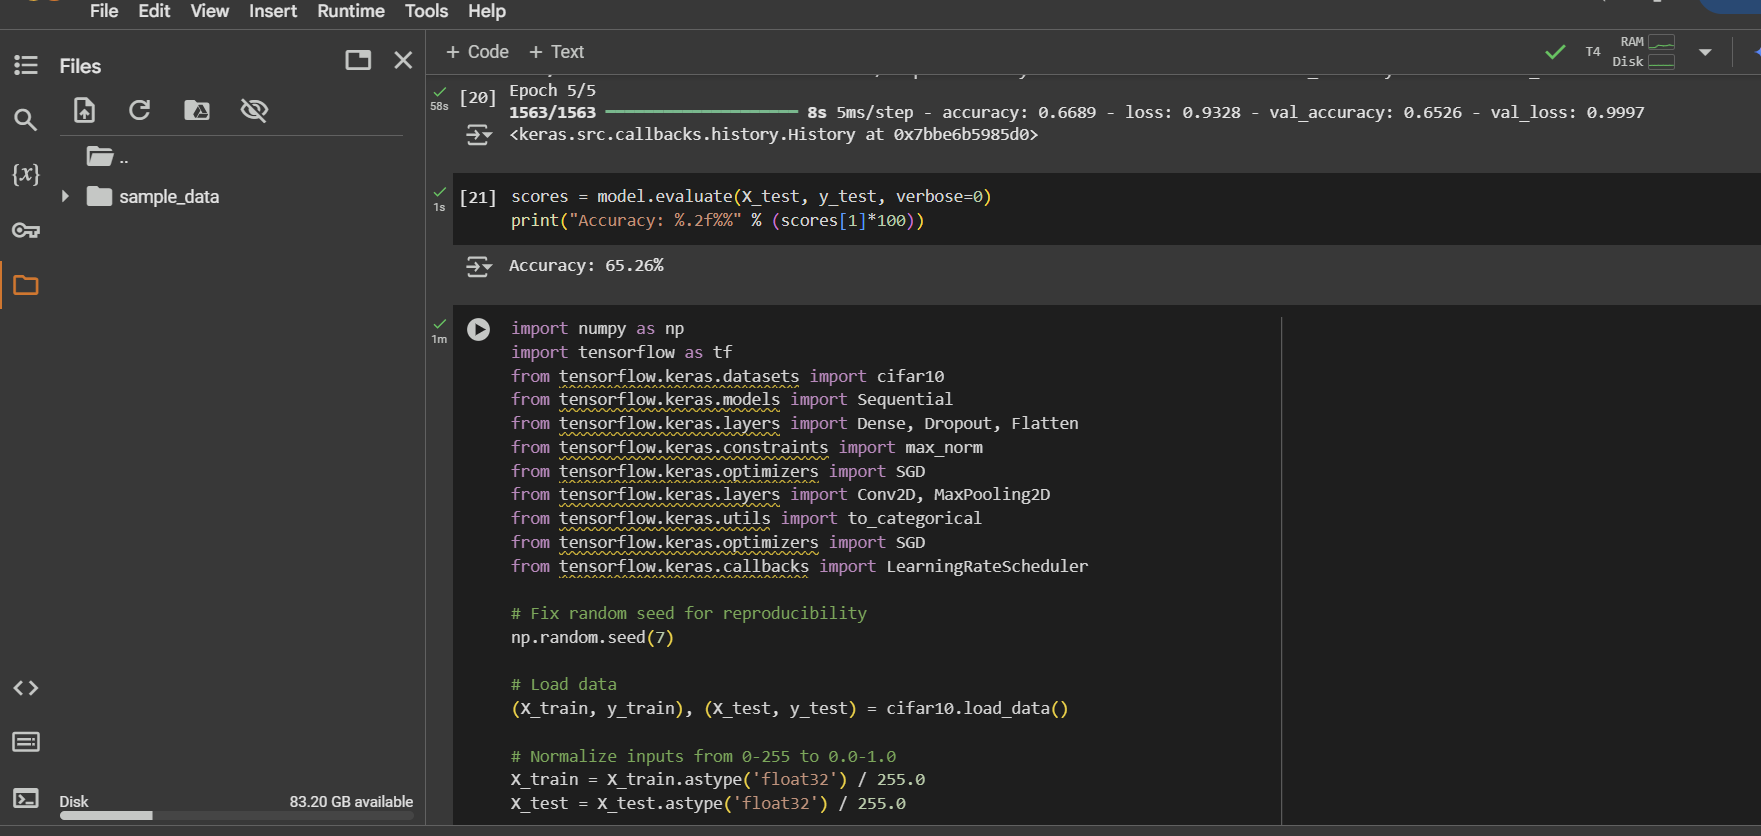 File Edit View Insert Runtime Tools Help
Files
+ Code + Text
T4
RAM
Disk
..
sample_data
{x}
58s
[20]
Epoch 5/5
1563/1563 8s 5ms/step - accuracy: 0.6689 - loss: 0.9328 - val_accuracy: 0.6526 - val_loss: 0.9997
<keras.src.callbacks.history.History at 0x7bbe6b5985d0>
1s
[21]
scores = model.evaluate(X_test, y_test, verbose=0)
print("Accuracy: %.2f%%" % (scores[1]*100))
Accuracy: 65.26%
1m
import numpy as np
import tensorflow as tf
from tensorflow.keras.datasets import cifar10
from tensorflow.keras.models import Sequential
from tensorflow.keras.layers import Dense, Dropout, Flatten
from tensorflow.keras.constraints import max_norm
from tensorflow.keras.optimizers import SGD
from tensorflow.keras.layers import Conv2D, MaxPooling2D
from tensorflow.keras.utils import to_categorical
from tensorflow.keras.optimizers import SGD
from tensorflow.keras.callbacks import LearningRateScheduler
# Fix random seed for reproducibility
np.random.seed(7)
# Load data
(X_train, y_train), (X_test, y_test) = cifar10.load_data()
# Normalize inputs from 0-255 to 0.0-1.0
X_train = X_train.astype('float32') / 255.0
X_test = X_test.astype('float32') / 255.0
Disk 83.20 GB available